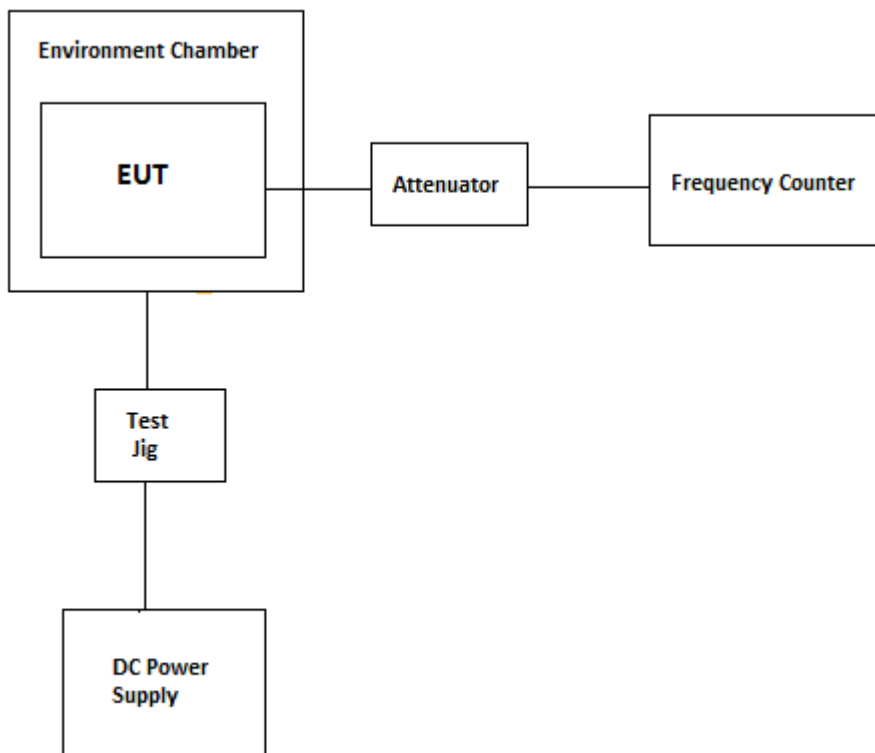 Environment Chamber
EUT
Attenuator
Frequency Counter
Test
Jig
DC Power
Supply